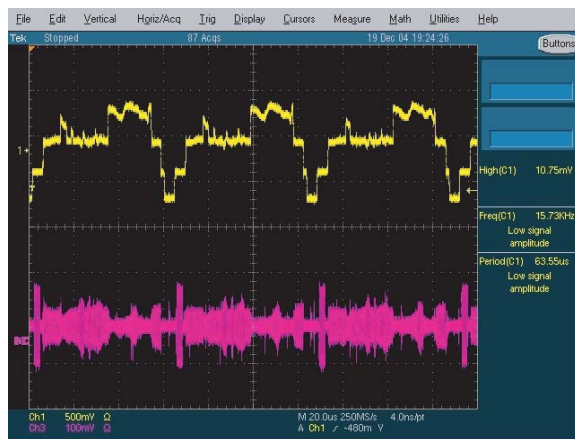 File Edit Vertical Horiz/Acq Trig Display Cursors Measure Math Utilities Help
Tek Stopped 87 Acqs 19 Dec 04 19:24:26 Buttons
1
High(C1) 10.75mV
Freq(C1) 15.73KHz
Low signal
amplitude
Period(C1) 63.55us
Low signal
amplitude
Ch1 500mV Ω M 20.0us 250MS/s 4.0ns/pt
Ch3 100mV Ω A Ch1 -480m V